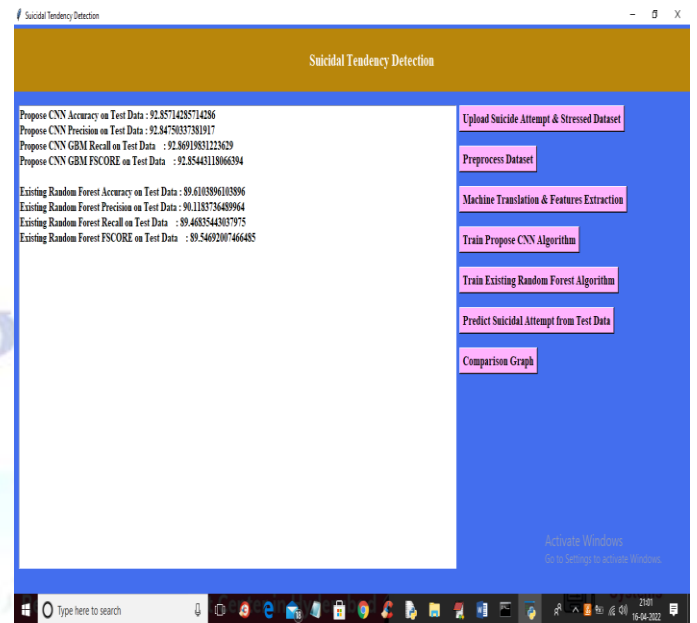 Suicidal Tendency Detection
Suicidal Tendency Detection
Propose CNN Accuracy on Test Data : 92.85714285714286
Propose CNN Precision on Test Data : 92.84750337381917
Propose CNN GBM Recall on Test Data : 92.86919831223629
Propose CNN GBM FSCORE on Test Data : 92.85443118066394
Existing Random Forest Accuracy on Test Data : 89.6103896103896
Existing Random Forest Precision on Test Data : 90.1183736489964
Existing Random Forest Recall on Test Data : 89.46835443037975
Existing Random Forest FSCORE on Test Data : 89.54692007466485
Upload Suicide Attempt & Stressed Dataset
Preprocess Dataset
Machine Translation & Features Extraction
Train Propose CNN Algorithm
Train Existing Random Forest Algorithm
Predict Suicidal Attempt from Test Data
Comparison Graph
Activate Windows
Go to Settings to activate Windows.
Type here to search
21:01
16-04-2022